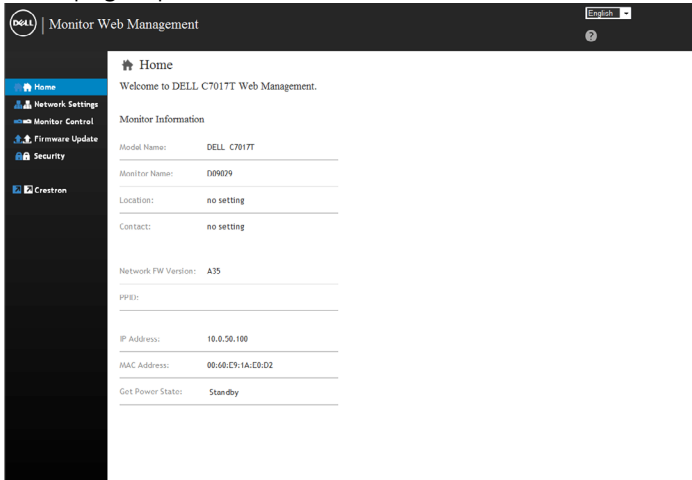 DELL | Monitor Web Management
English
?
Home
Network Settings
Monitor Control
Firmware Update
Security
Crestron
Home
Welcome to DELL C7017T Web Management.
Monitor Information
Model Name: DELL C7017T
Monitor Name: D09029
Location: no setting
Contact: no setting
Network FW Version: A35
PPID:
IP Address: 10.0.50.100
MAC Address: 00:60:E9:1A:E0:D2
Get Power State: Standby